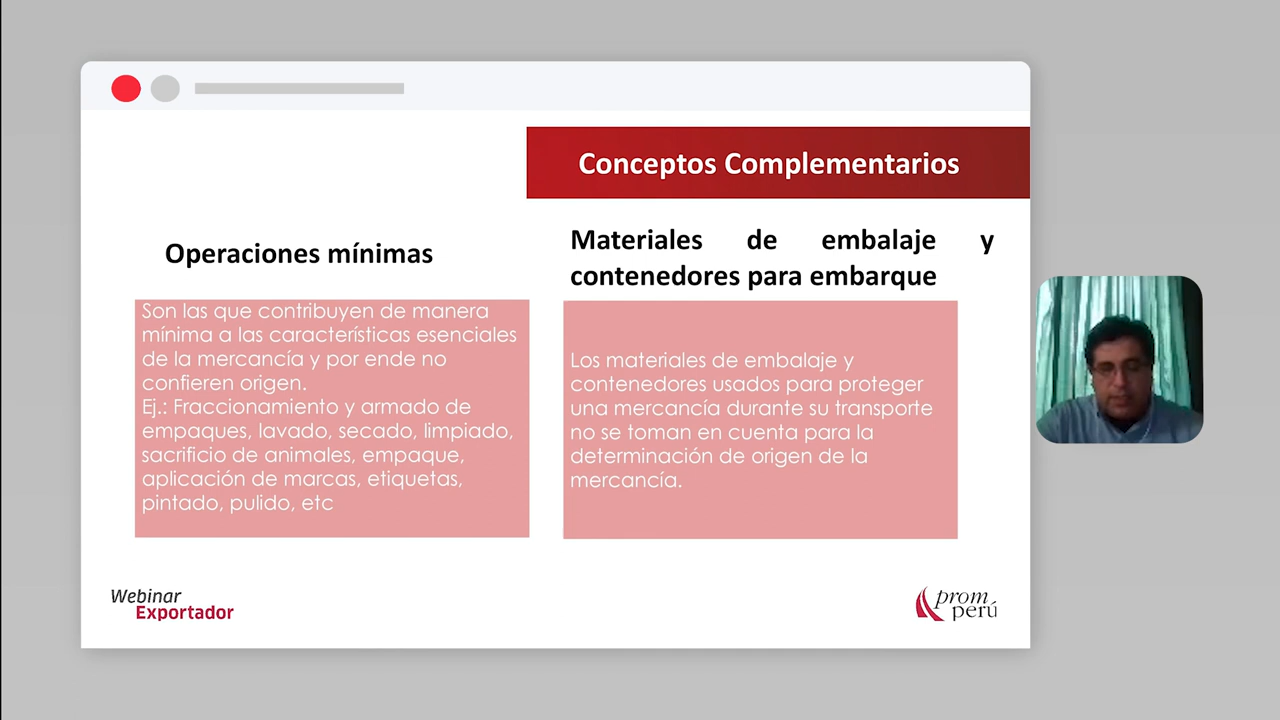 Conceptos Complementarios
Operaciones mínimas
Son las que contribuyen de manera
mínima a las características esenciales
de la mercancía y por ende no
confieren origen.
Ej.: Fraccionamiento y armado de
empaques, lavado, secado, limpiado,
sacrificio de animales, empaque,
aplicación de marcas, etiquetas,
pintado, pulido, etc
Materiales de embalaje y
contenedores para embarque
Los materiales de embalaje y
contenedores usados para proteger
una mercancía durante su transporte
no se toman en cuenta para la
determinación de origen de la
mercancía.
Webinar
Exportador
prom
perú